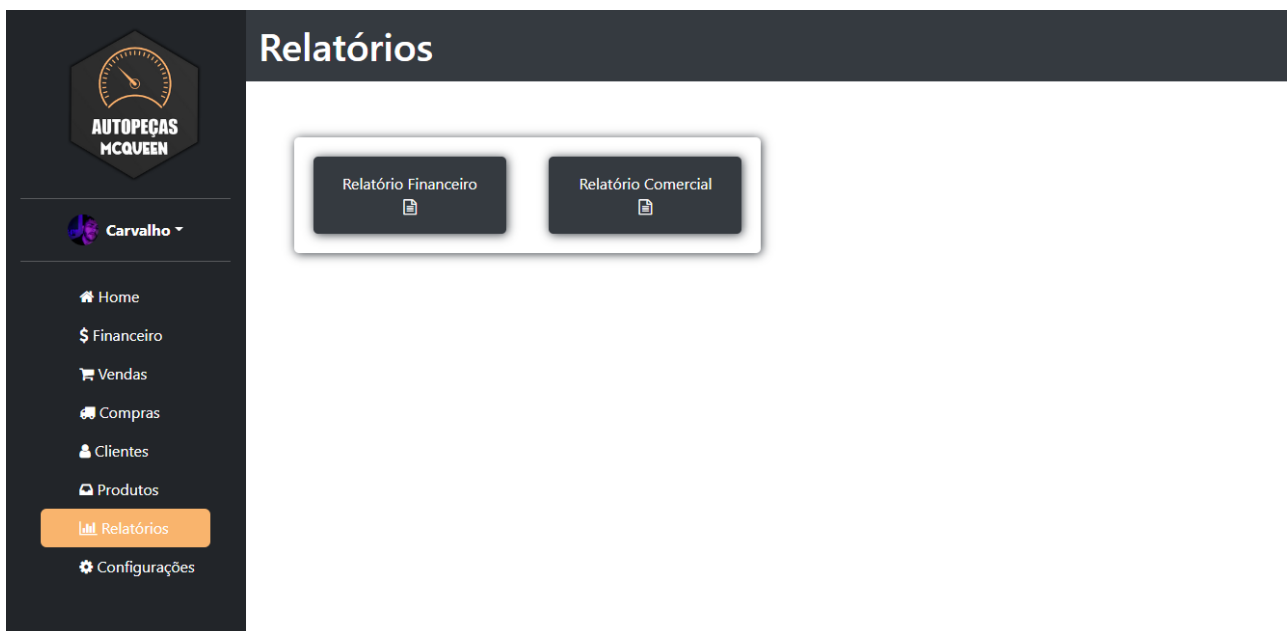 AUTOPEÇAS
MCQUEEN
Carvalho
Home
Financeiro
Vendas
Compras
Clientes
Produtos
Relatórios
Configurações
Relatórios
Relatório Financeiro
Relatório Comercial